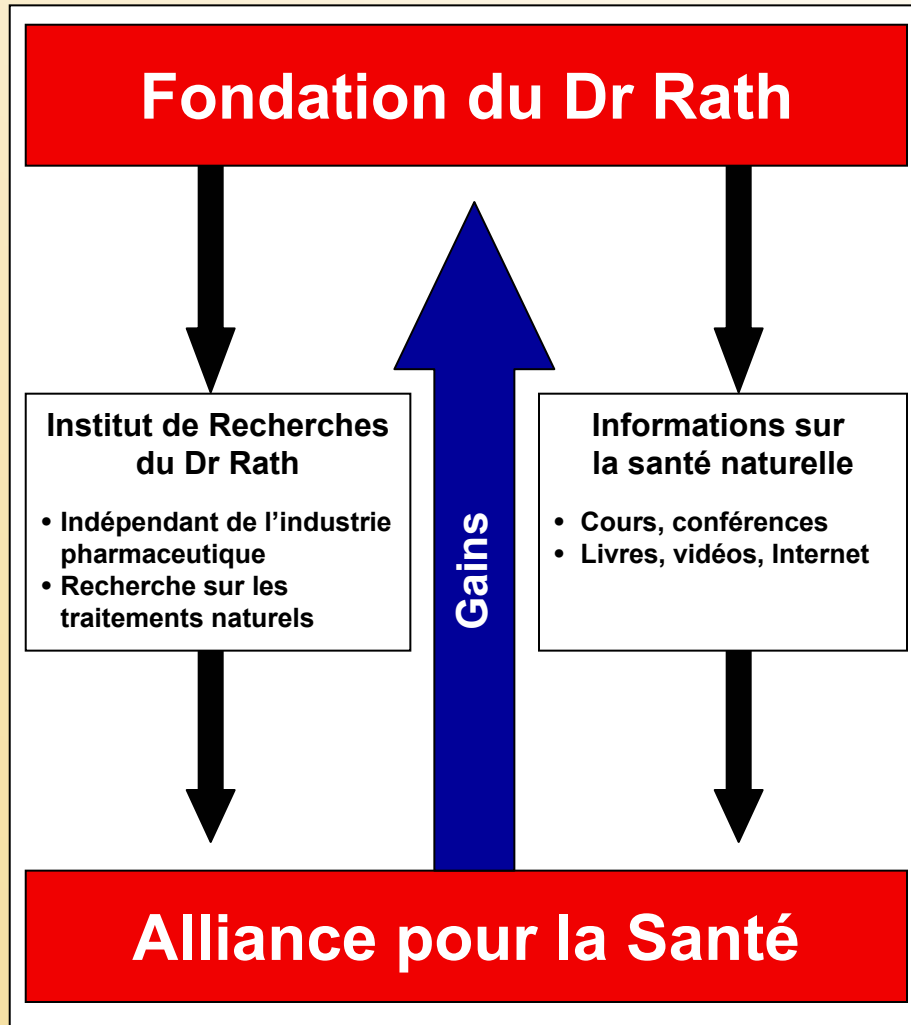 Fondation du Dr Rath
Institut de Recherches
du Dr Rath
• Indépendant de l’industrie
pharmaceutique
• Recherche sur les
traitements naturels
Gains
Informations sur
la santé naturelle
• Cours, conférences
• Livres, vidéos, Internet
Alliance pour la Santé